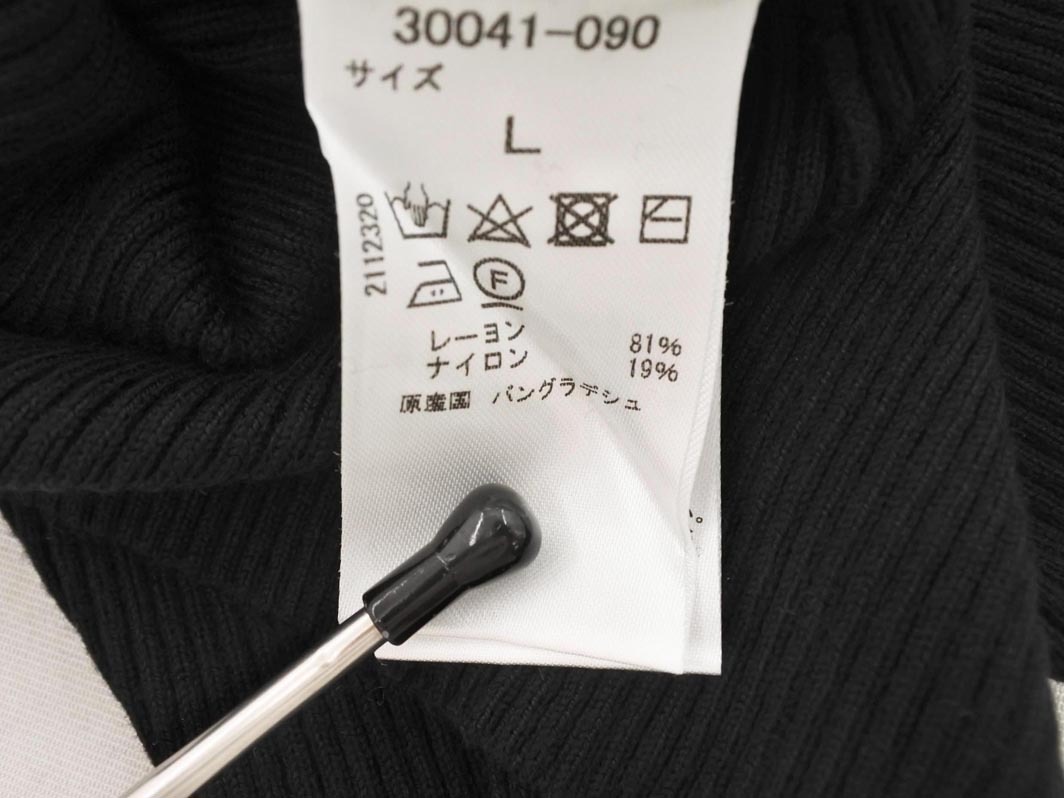 30041-090
サイズ
L
2112320
F
レーヨン 81%
ナイロン 19%
原産国 バングラデシュ